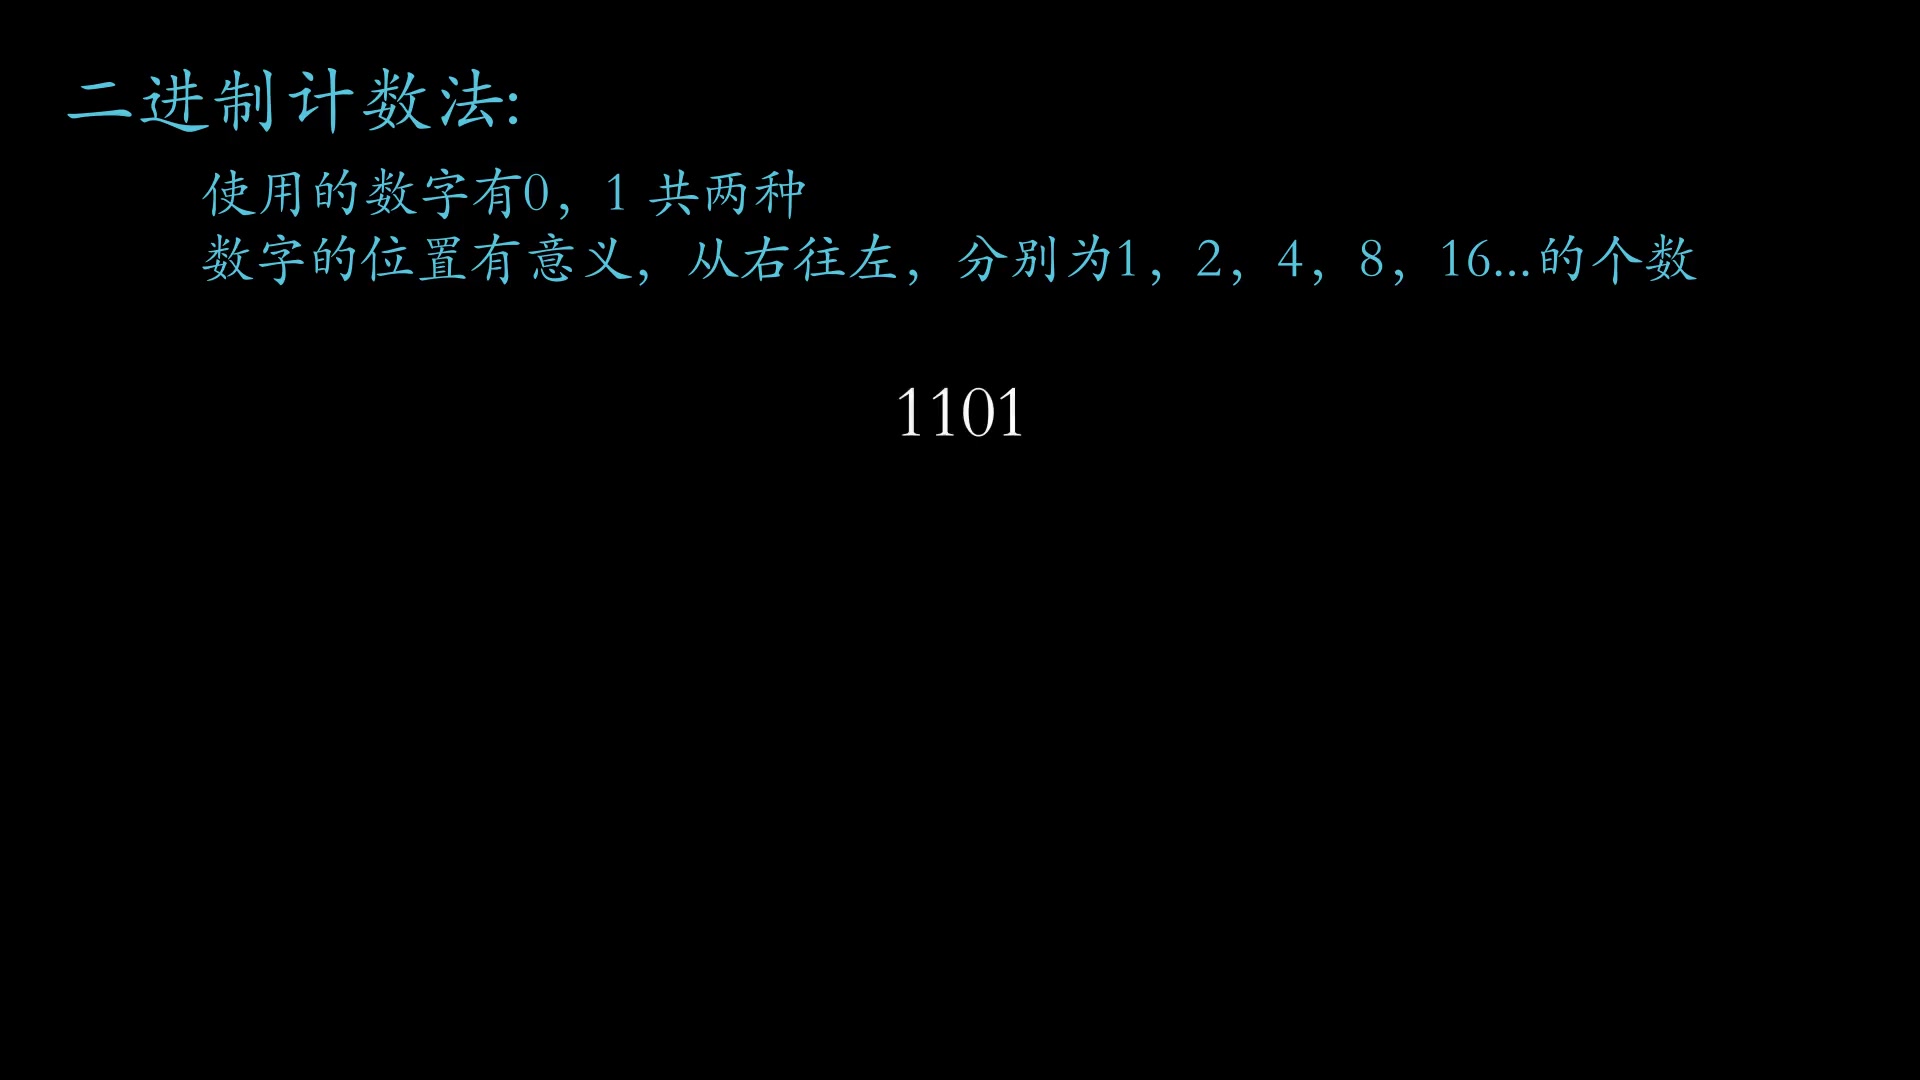 二进制计数法:
使用的数字有0，1 共两种
数字的位置有意义，从右往左，分别为1，2，4，8，16...的个数
1101